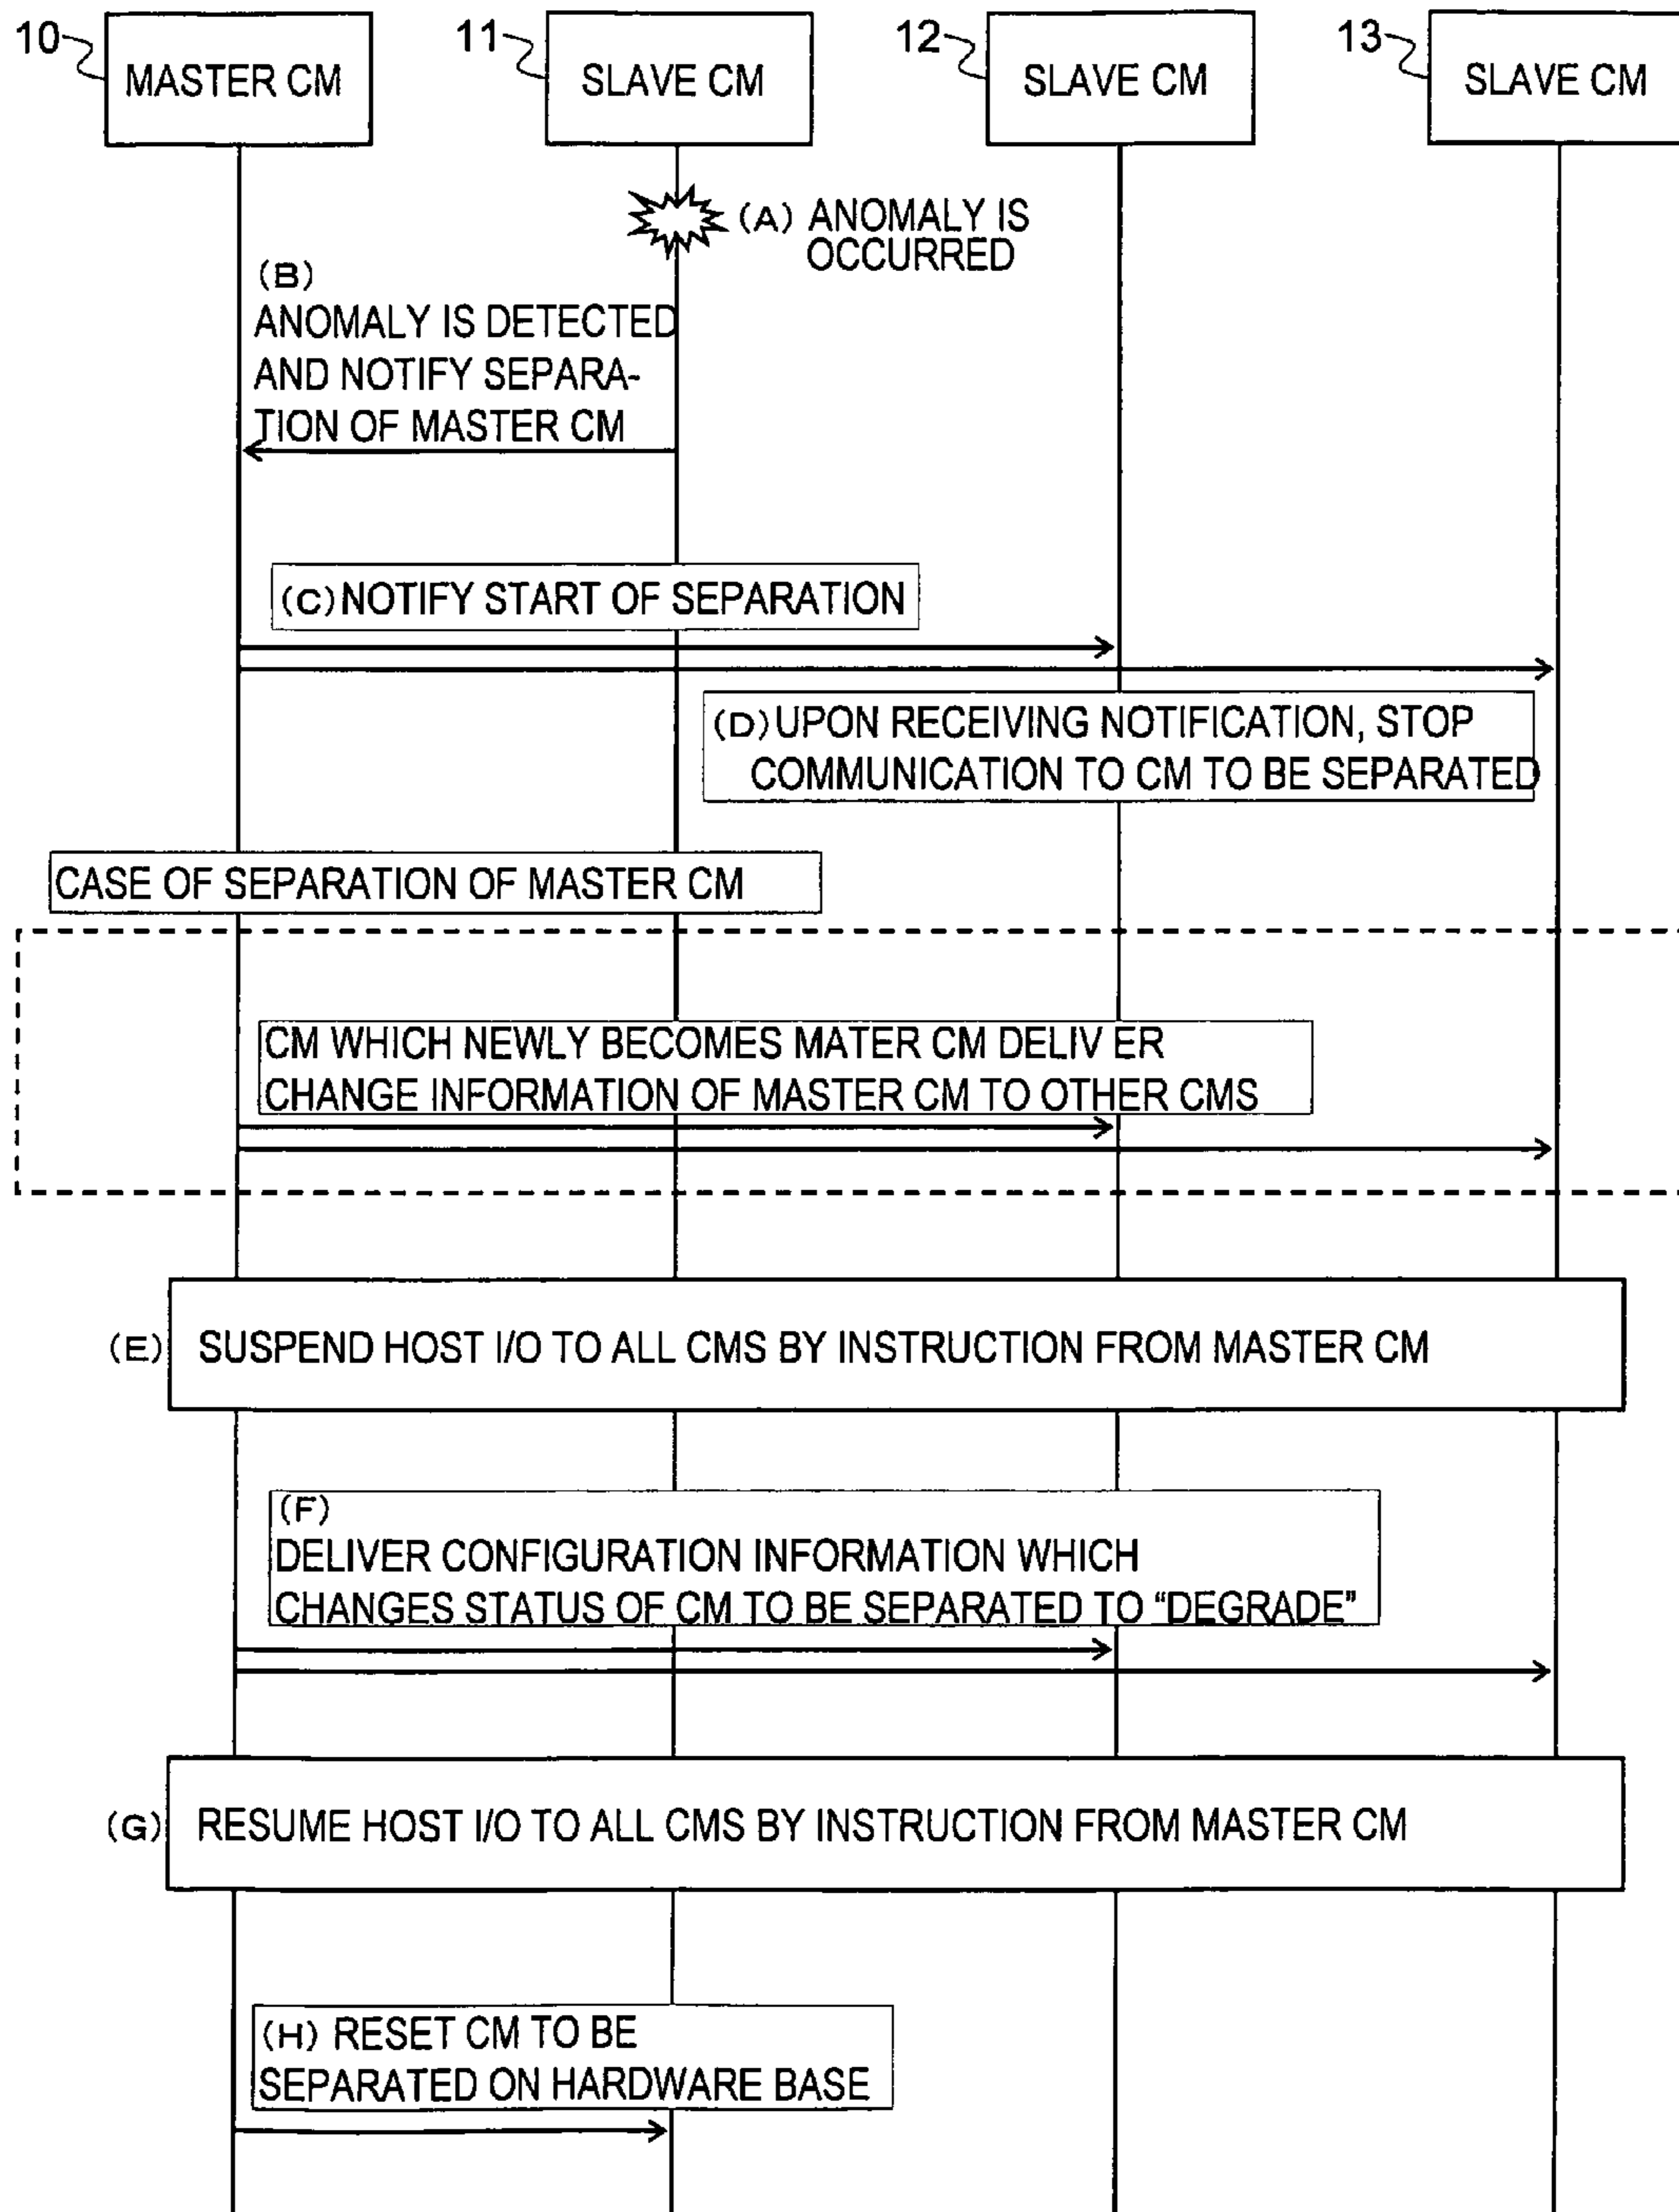 10
MASTER CM
11
SLAVE CM
12
SLAVE CM
13
SLAVE CM
(A) ANOMALY IS
OCCURRED
(B)
ANOMALY IS DETECTED
AND NOTIFY SEPARA-
TION OF MASTER CM
(C) NOTIFY START OF SEPARATION
(D) UPON RECEIVING NOTIFICATION, STOP
COMMUNICATION TO CM TO BE SEPARATED
CASE OF SEPARATION OF MASTER CM
CM WHICH NEWLY BECOMES MATER CM DELIV ER
CHANGE INFORMATION OF MASTER CM TO OTHER CMS
(E) SUSPEND HOST I/O TO ALL CMS BY INSTRUCTION FROM MASTER CM
(F)
DELIVER CONFIGURATION INFORMATION WHICH
CHANGES STATUS OF CM TO BE SEPARATED TO “DEGRADE”
(G) RESUME HOST I/O TO ALL CMS BY INSTRUCTION FROM MASTER CM
(H) RESET CM TO BE
SEPARATED ON HARDWARE BASE